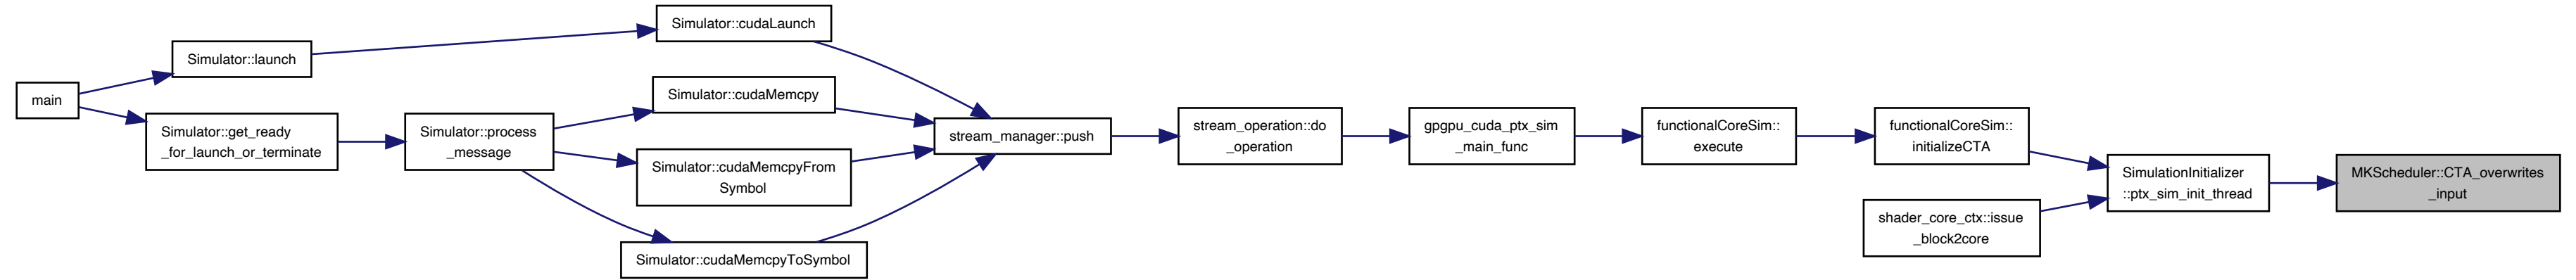 main
Simulator::launch
Simulator::get_ready
_for_launch_or_terminate
Simulator::process
_message
Simulator::cudaLaunch
Simulator::cudaMemcpy
Simulator::cudaMemcpyFrom
Symbol
Simulator::cudaMemcpyToSymbol
stream_manager::push
stream_operation::do
_operation
gpgpu_cuda_ptx_sim
_main_func
functionalCoreSim::
execute
functionalCoreSim::
initializeCTA
shader_core_ctx::issue
_block2core
SimulationInitializer
::ptx_sim_init_thread
MKScheduler::CTA_overwrites
_input